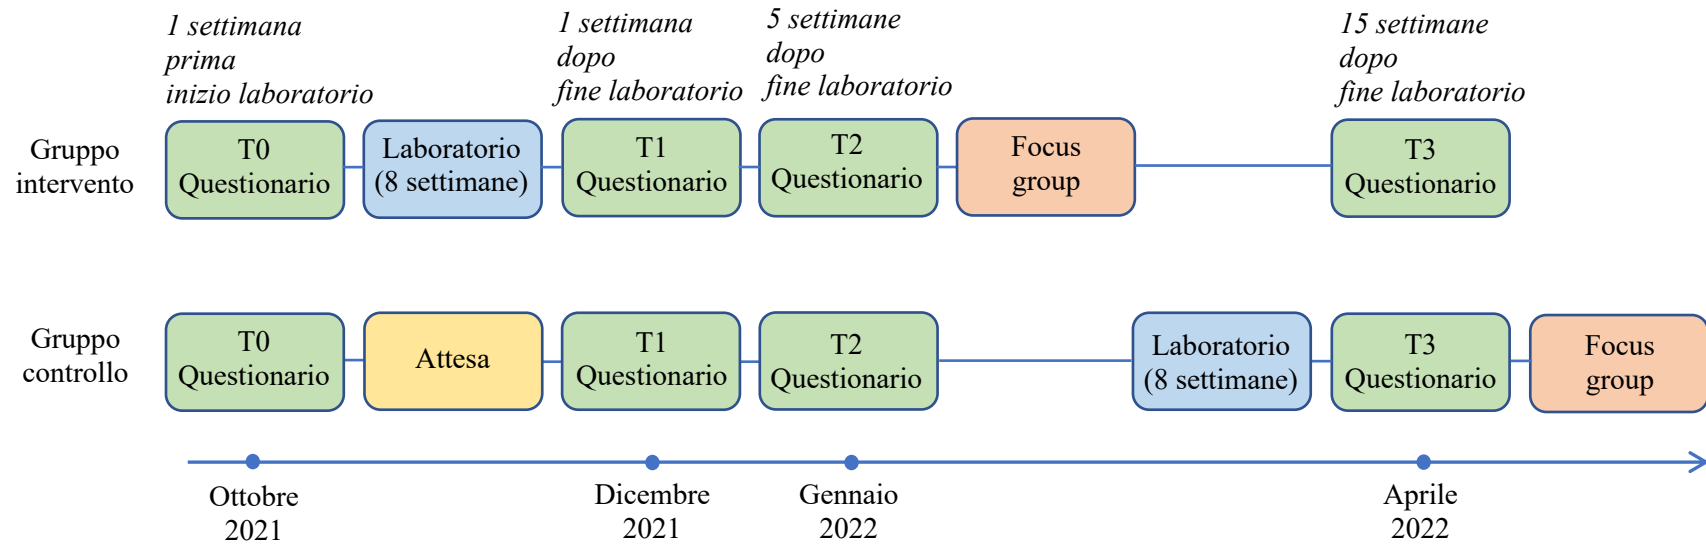 1 settimana
prima
inizio laboratorio
1 settimana
dopo
fine laboratorio
5 settimane
dopo
fine laboratorio
15 settimane
dopo
fine laboratorio
Gruppo
intervento
T0
Questionario
Laboratorio
(8 settimane)
T1
Questionario
T2
Questionario
Focus
group
T3
Questionario
Gruppo
controllo
T0
Questionario
Attesa
T1
Questionario
T2
Questionario
Laboratorio
(8 settimane)
T3
Questionario
Focus
group
Ottobre
2021
Dicembre
2021
Gennaio
2022
Aprile
2022